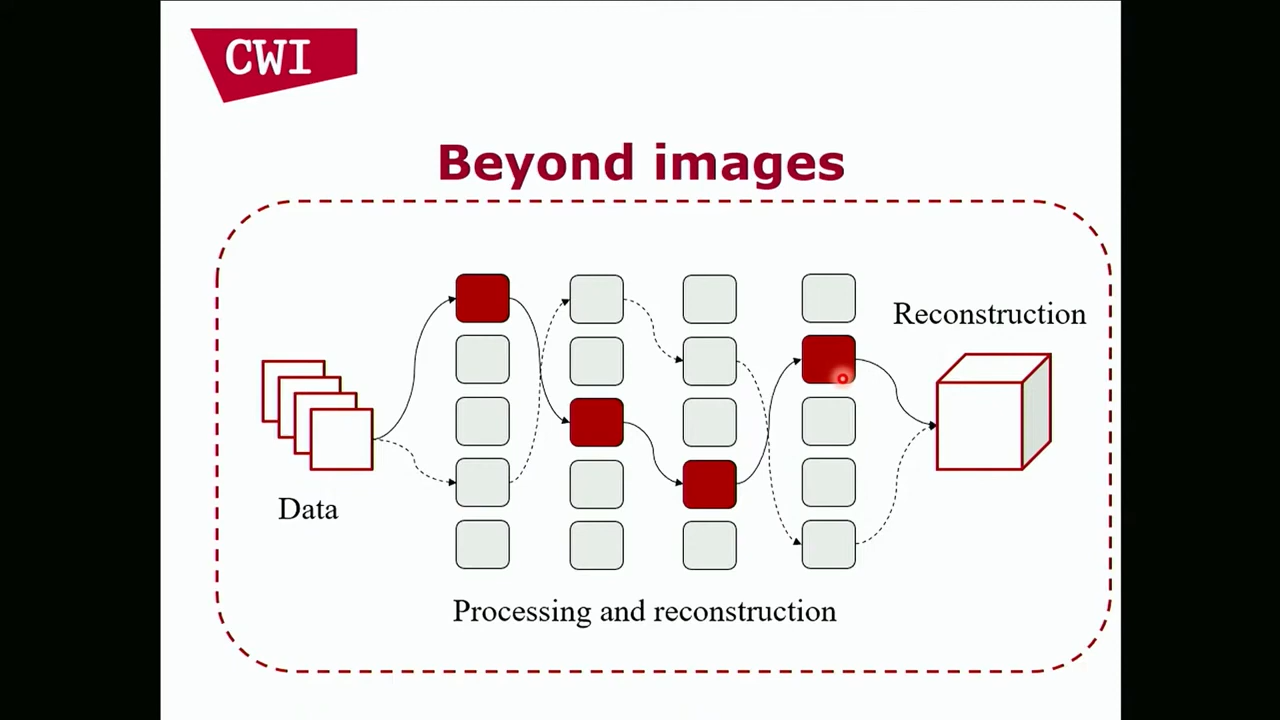 CWI
Beyond images
Reconstruction
Data
Processing and reconstruction